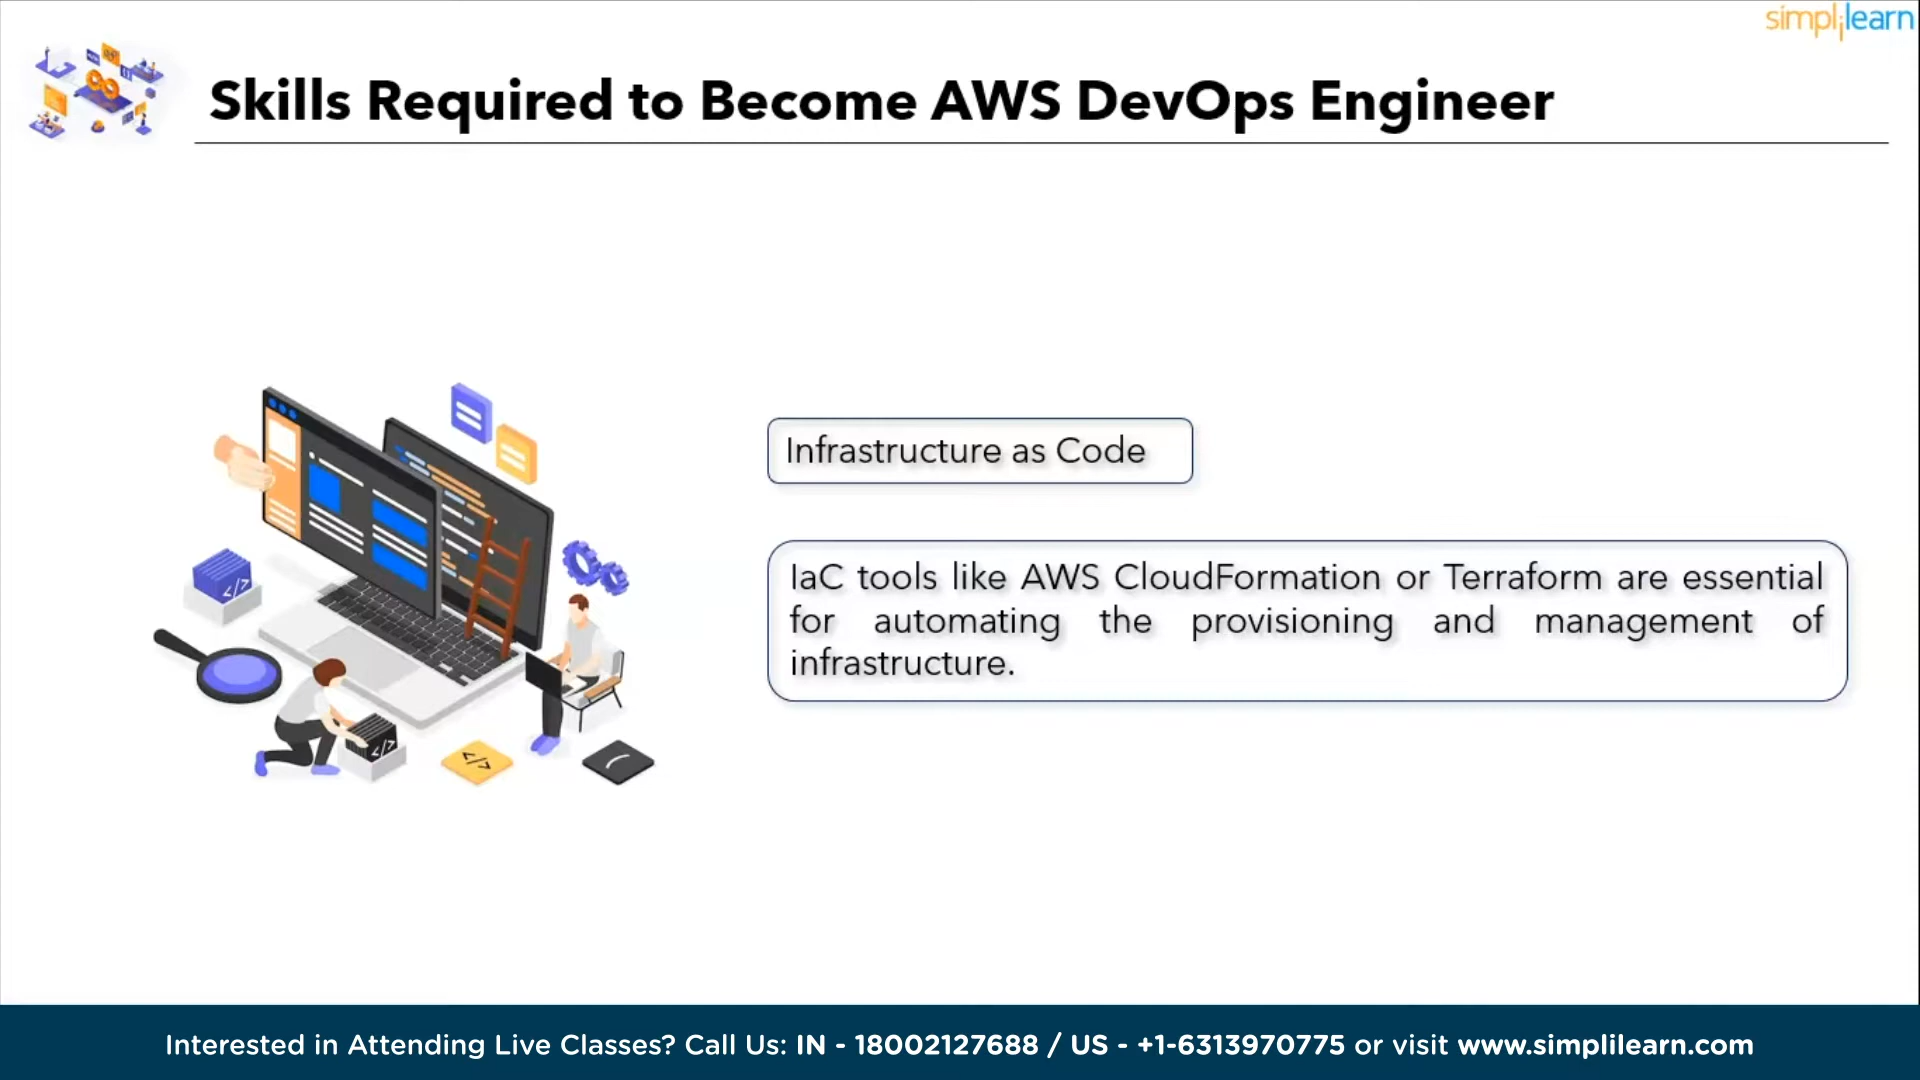 simplilearn
Skills Required to Become AWS DevOps Engineer
Infrastructure as Code
IaC tools like AWS CloudFormation or Terraform are essential
for automating the provisioning and management of
infrastructure.
</>
</>
</>
Interested in Attending Live Classes? Call Us: IN - 18002127688 / US - +1-6313970775 or visit www.simplilearn.com